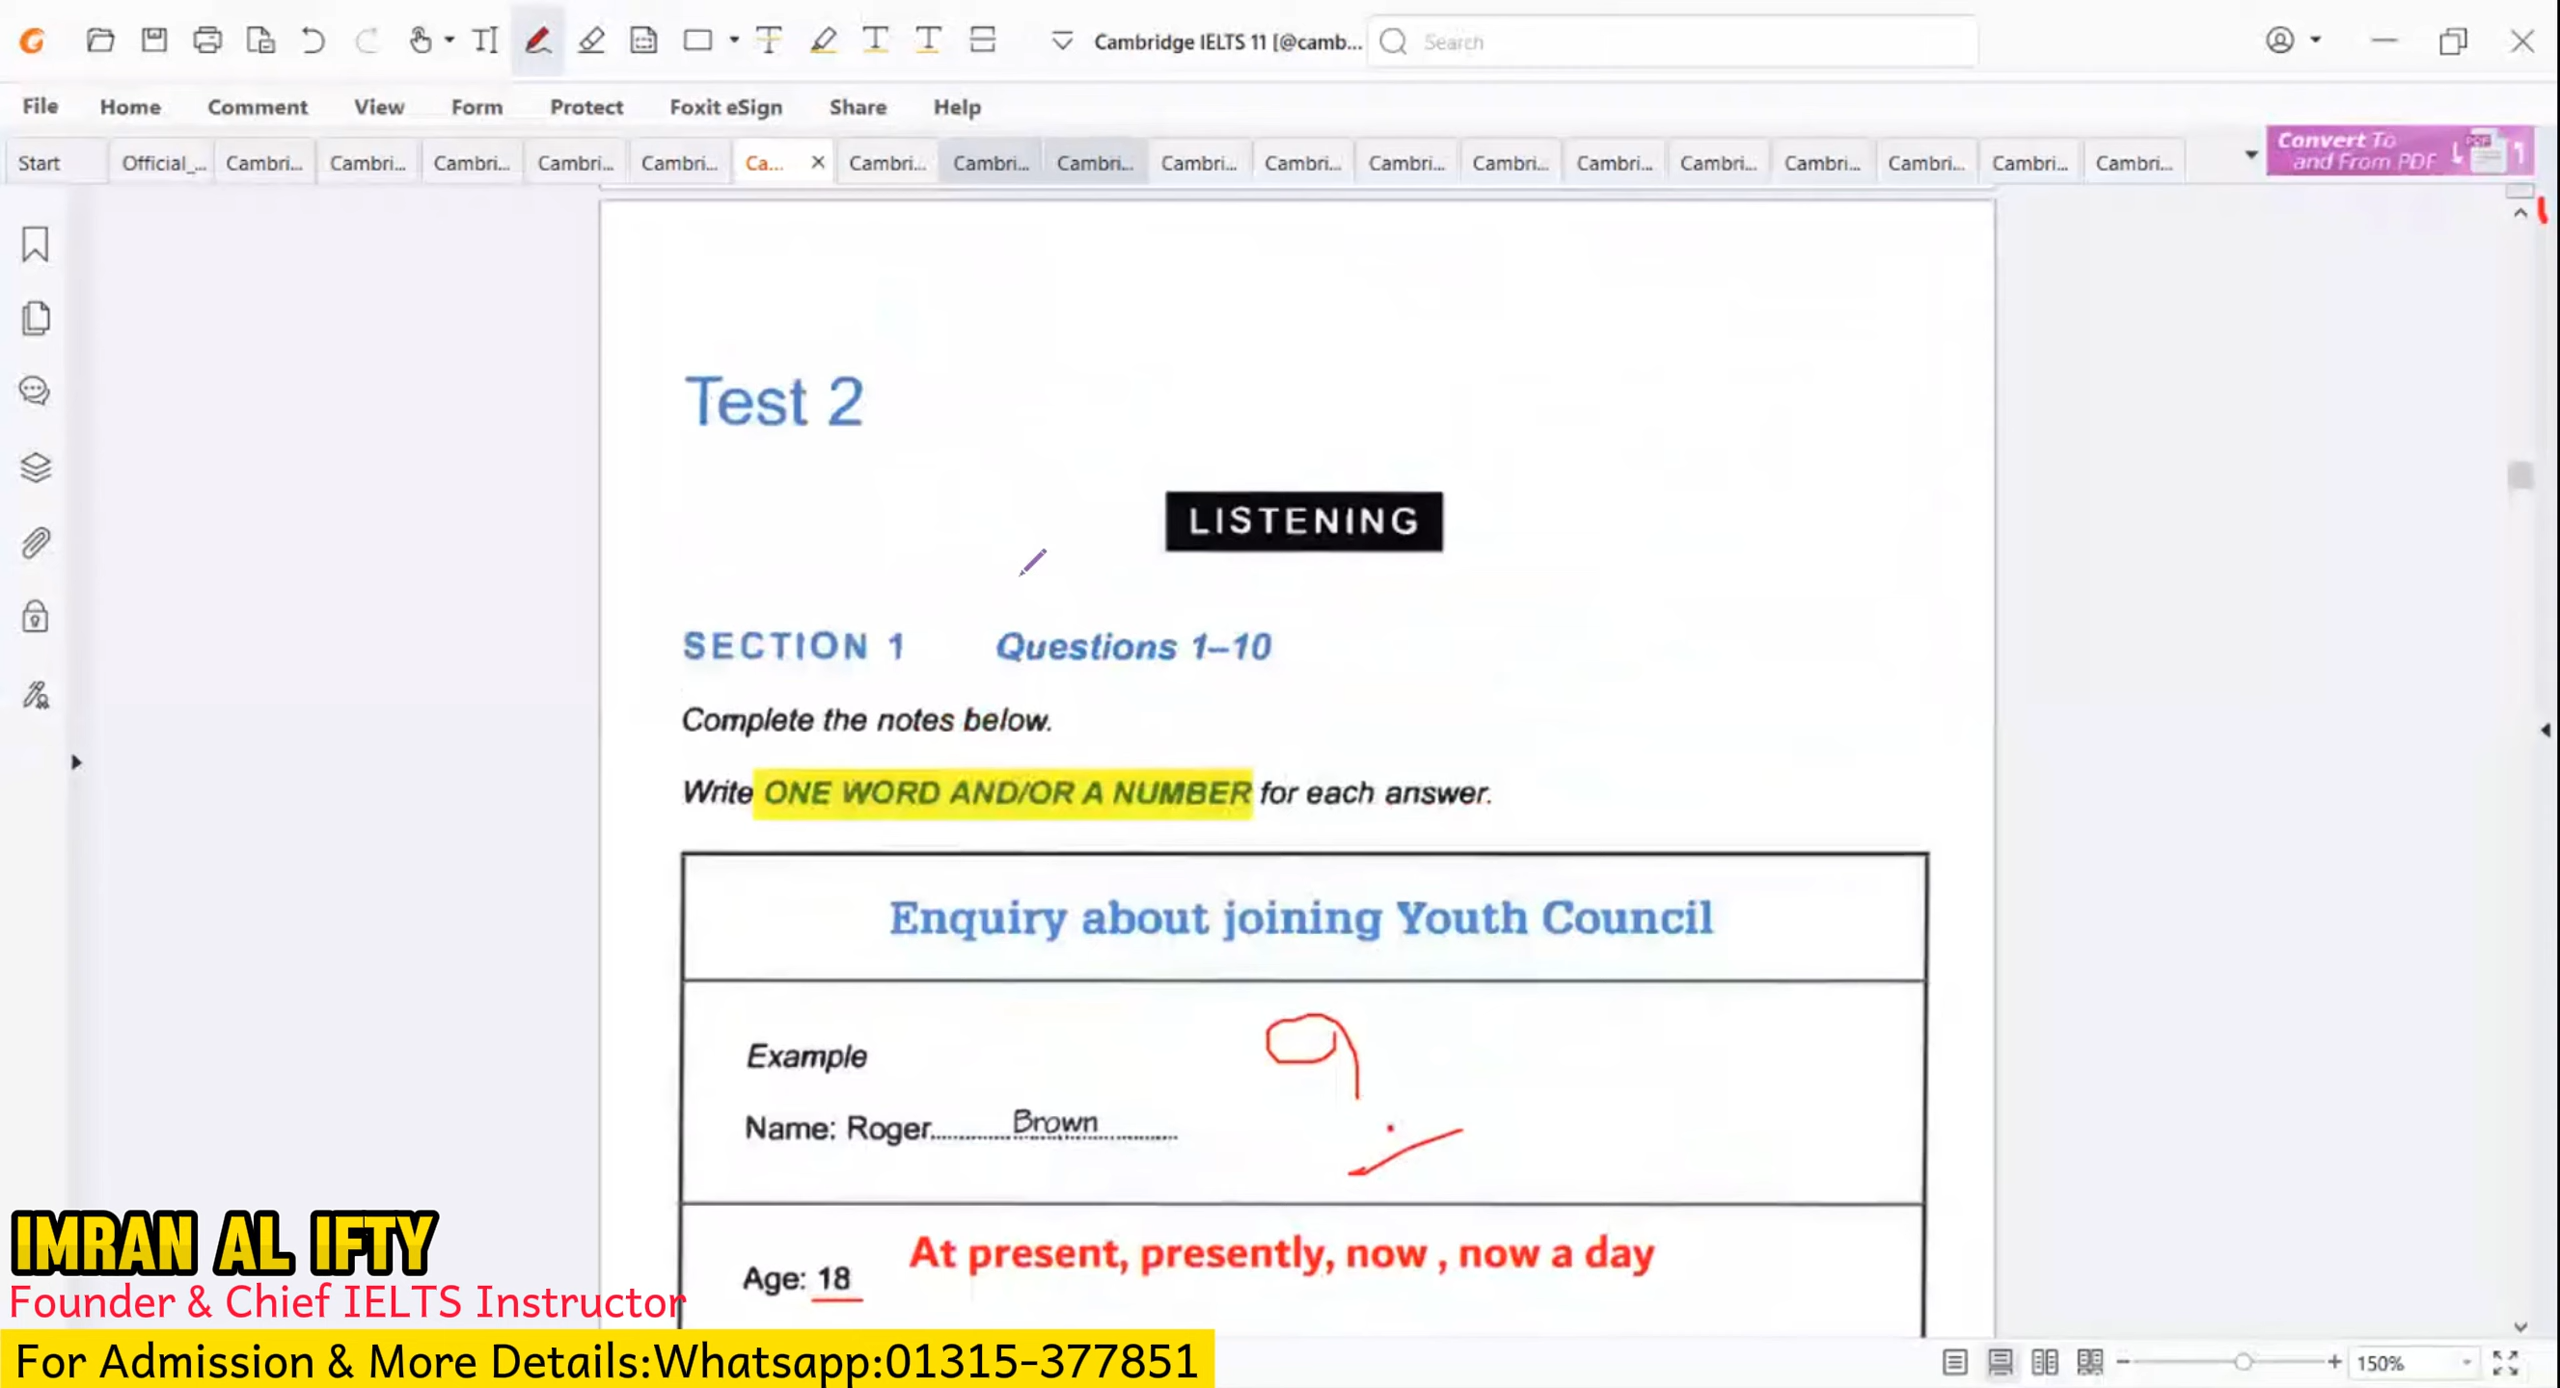 Cambridge IELTS 11 [@camb...
Search
File Home Comment View Form Protect Foxit eSign Share Help
Start Official_... Cambri... Cambri... Cambri... Cambri... Cambri... Ca... Cambri... Cambri... Cambri... Cambri... Cambri... Cambri... Cambri... Cambri... Cambri... Cambri... Cambri... Cambri... Cambri...
Convert To
and From PDF
Test 2
LISTENING
SECTION 1 Questions 1–10
Complete the notes below.
Write ONE WORD AND/OR A NUMBER for each answer.
Enquiry about joining Youth Council
Example
Name: Roger Brown
At present, presently, now , now a day
Age: 18
IMRAN AL IFTY
Founder & Chief IELTS Instructor
For Admission & More Details:Whatsapp:01315-377851
150%